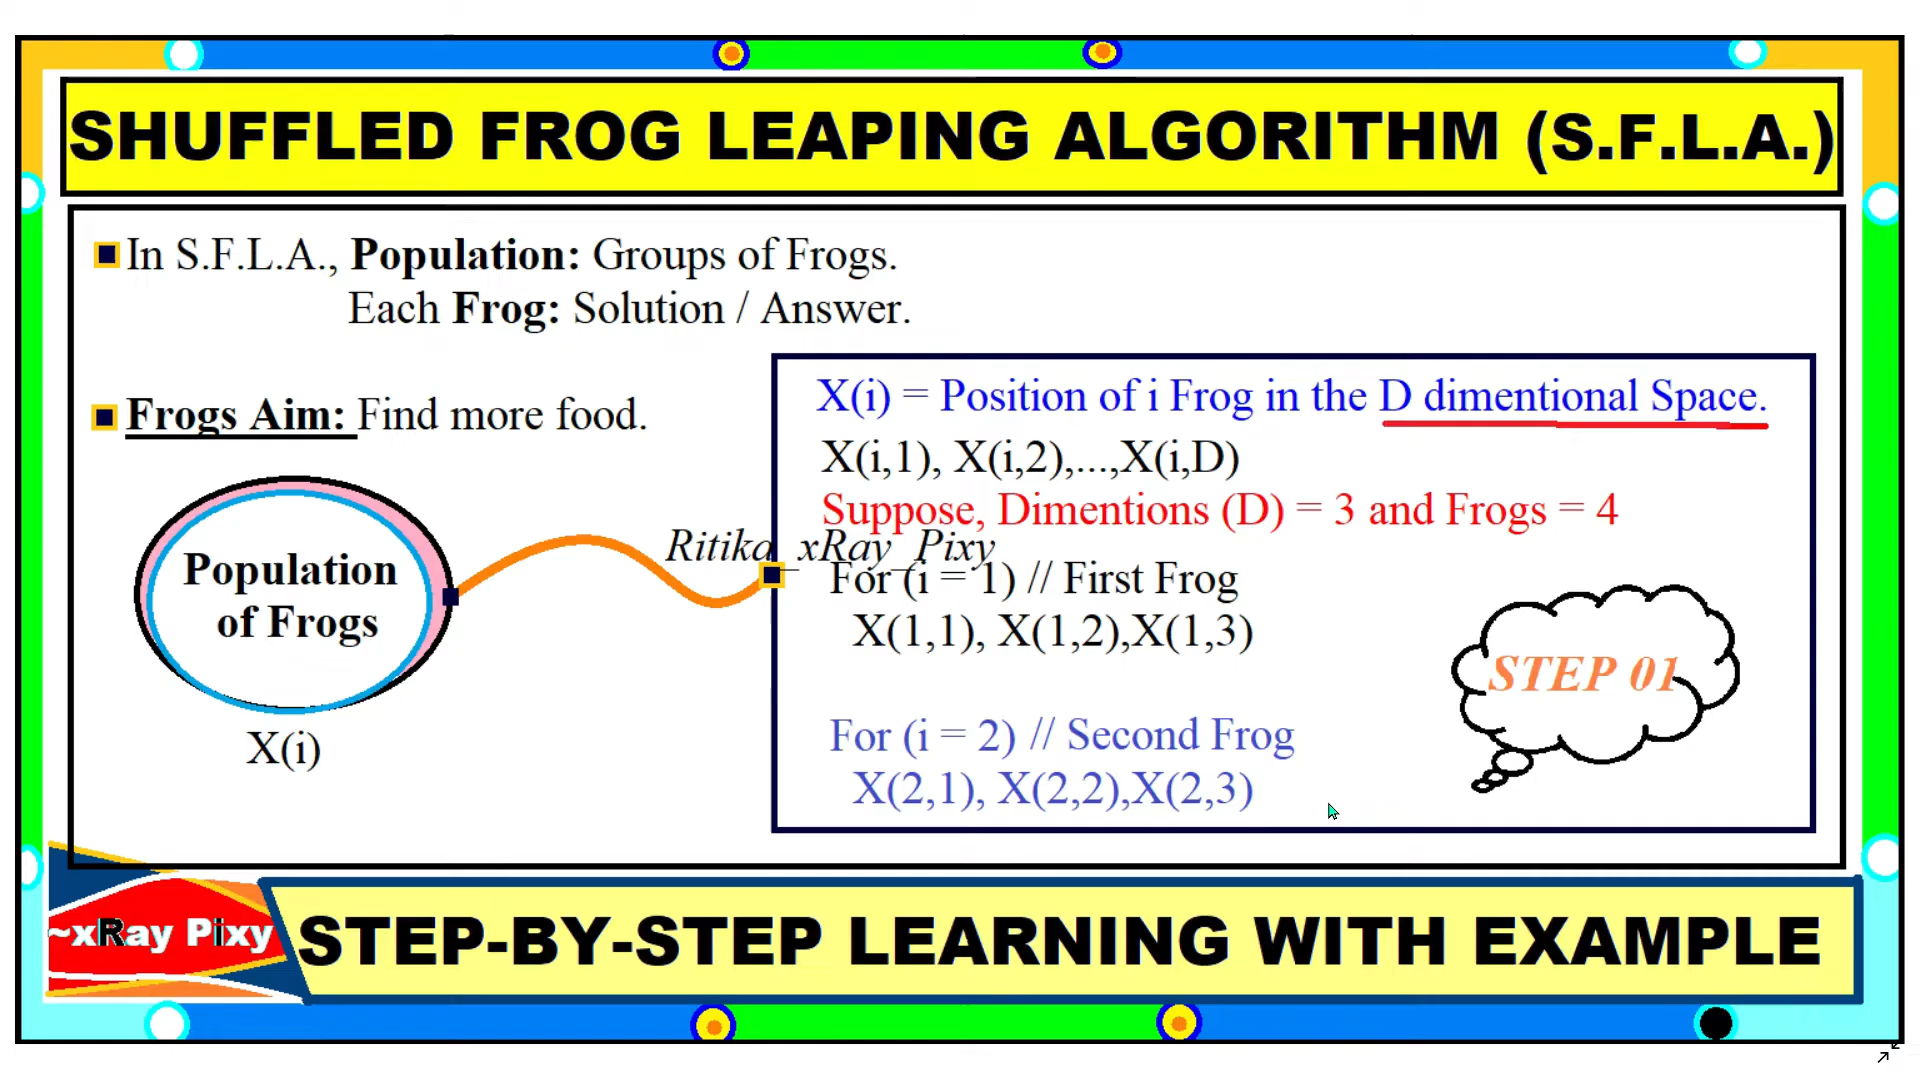 SHUFFLED FROG LEAPING ALGORITHM (S.F.L.A.)
In S.F.L.A., Population: Groups of Frogs.
Each Frog: Solution / Answer.
Frogs Aim: Find more food.
Population
of Frogs
X(i)
X(i) = Position of i Frog in the D dimentional Space.
X(i,1), X(i,2),...,X(i,D)
Suppose, Dimentions (D) = 3 and Frogs = 4
Ritika_xRay_Pixy
For (i = 1) // First Frog
X(1,1), X(1,2),X(1,3)
For (i = 2) // Second Frog
X(2,1), X(2,2),X(2,3)
STEP 01
~xRay Pixy
STEP-BY-STEP LEARNING WITH EXAMPLE